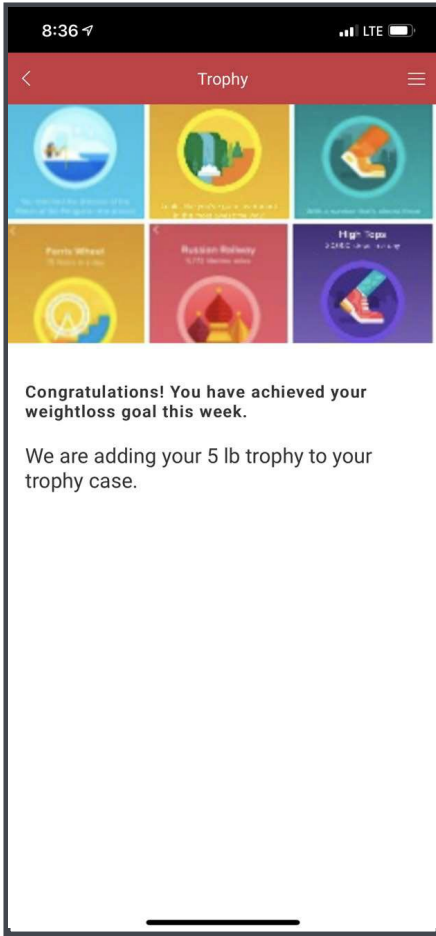 8:36
LTE
Trophy
Ferris Wheel
Russian Railway
High Tops
Congratulations! You have achieved your
weightloss goal this week.
We are adding your 5 lb trophy to your
trophy case.